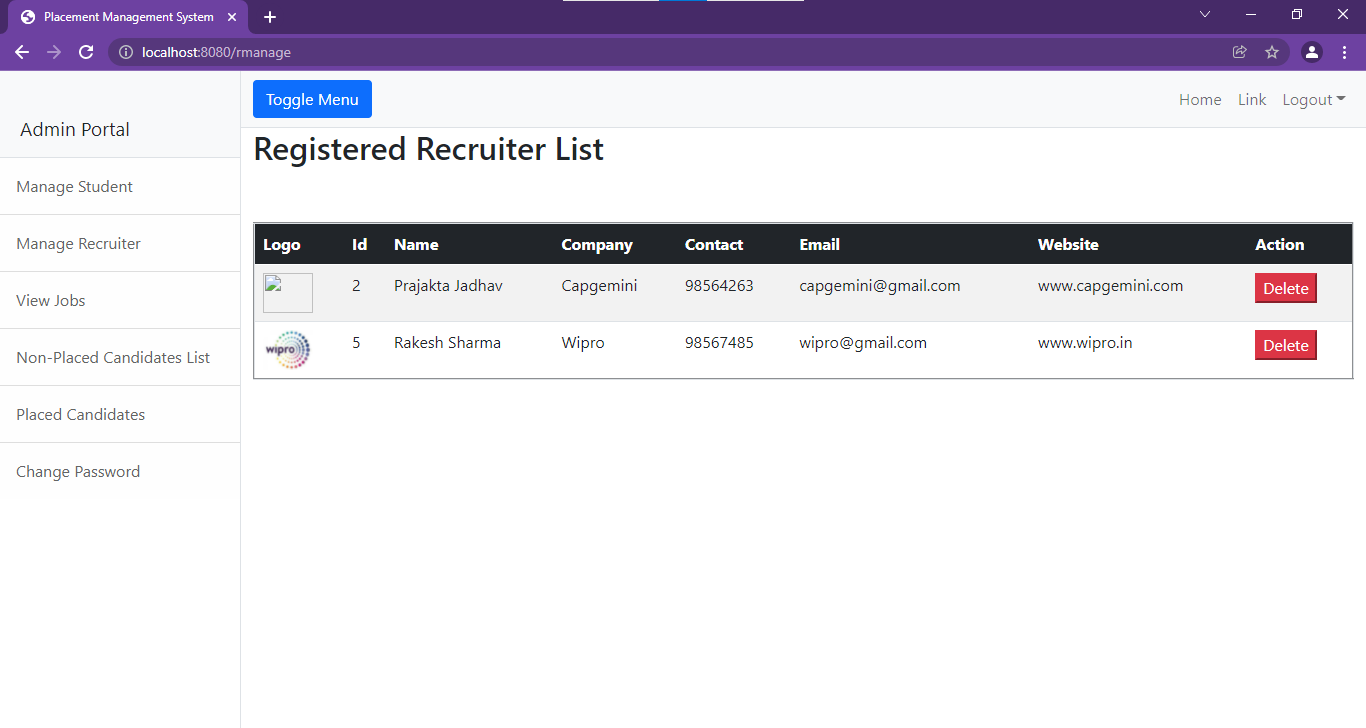 Placement Management System
localhost:8080/rmanage
Admin Portal
Manage Student
Manage Recruiter
View Jobs
Non-Placed Candidates List
Placed Candidates
Change Password
Toggle Menu
Home Link Logout
Registered Recruiter List
Logo Id Name Company Contact Email Website Action
2 Prajakta Jadhav Capgemini 98564263 capgemini@gmail.com www.capgemini.com Delete
wipro 5 Rakesh Sharma Wipro 98567485 wipro@gmail.com www.wipro.in Delete